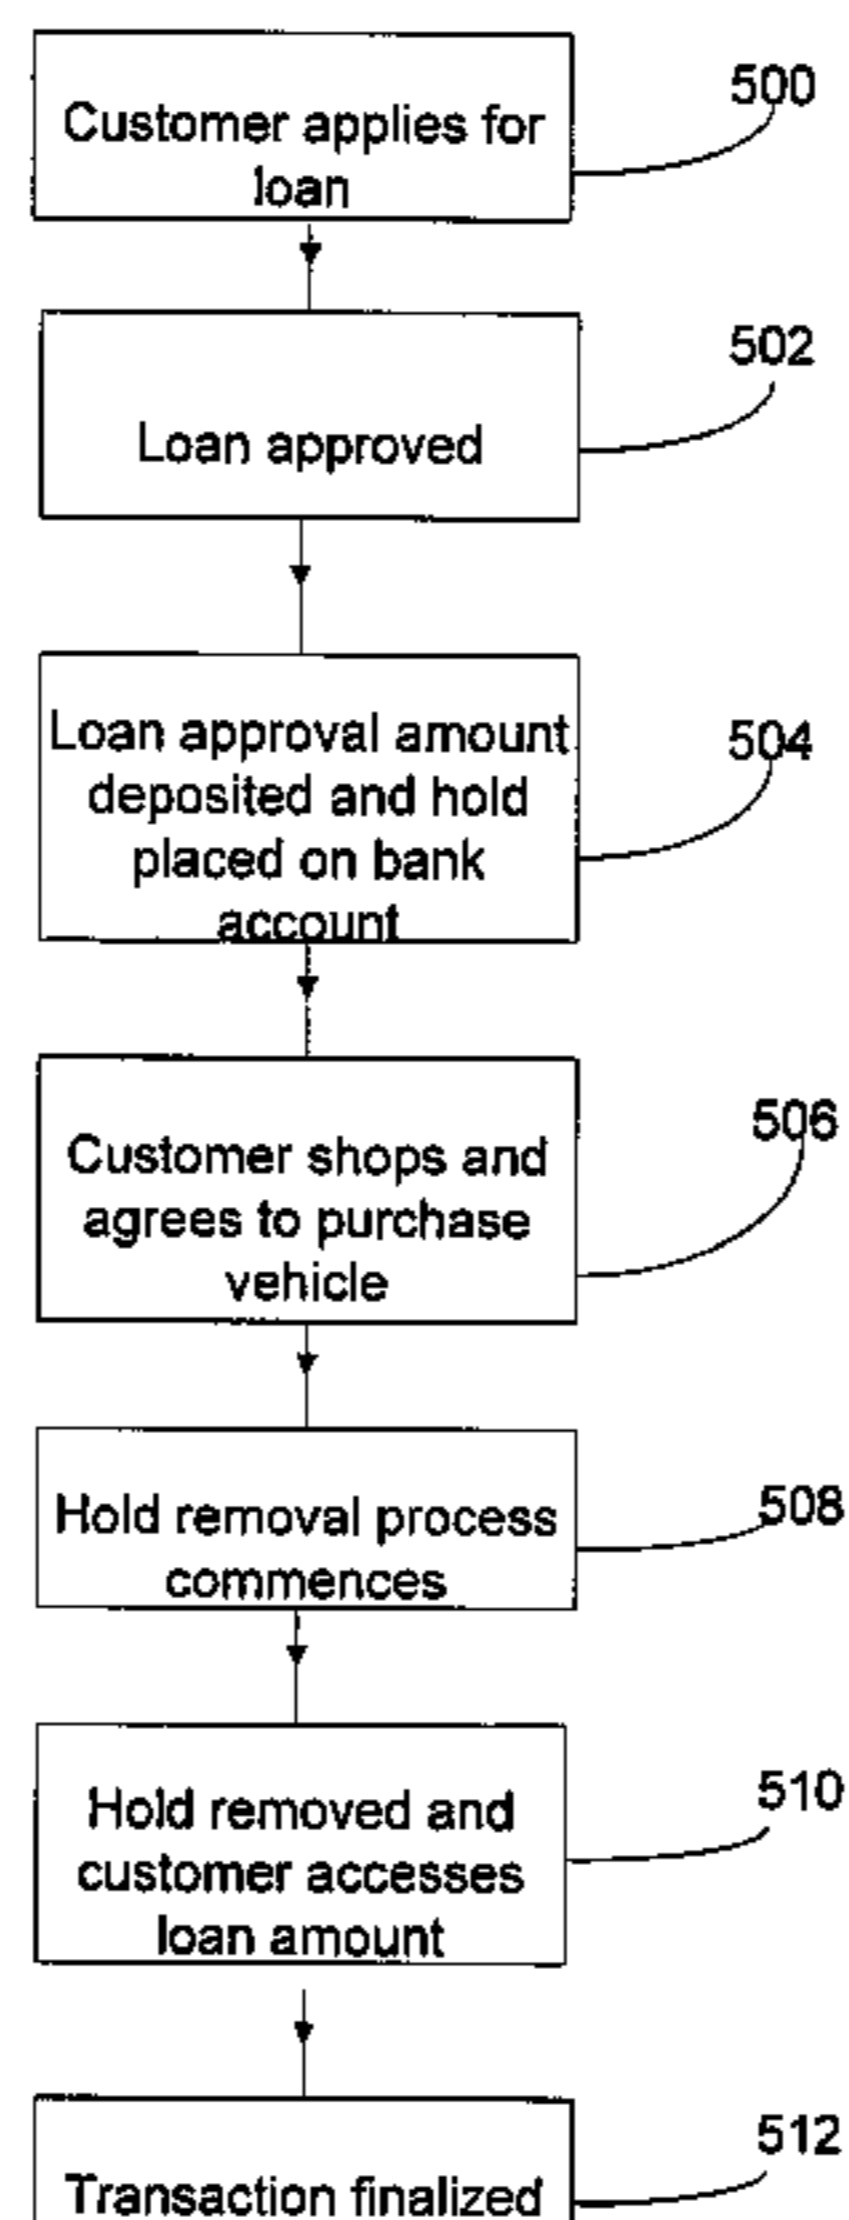 500
Customer applies for
loan
502
Loan approved
504
Loan approval amount
deposited and hold
placed on bank
account
506
Customer shops and
agrees to purchase
vehicle
508
Hold removal process
commences
510
Hold removed and
customer accesses
loan amount
512
Transaction finalized